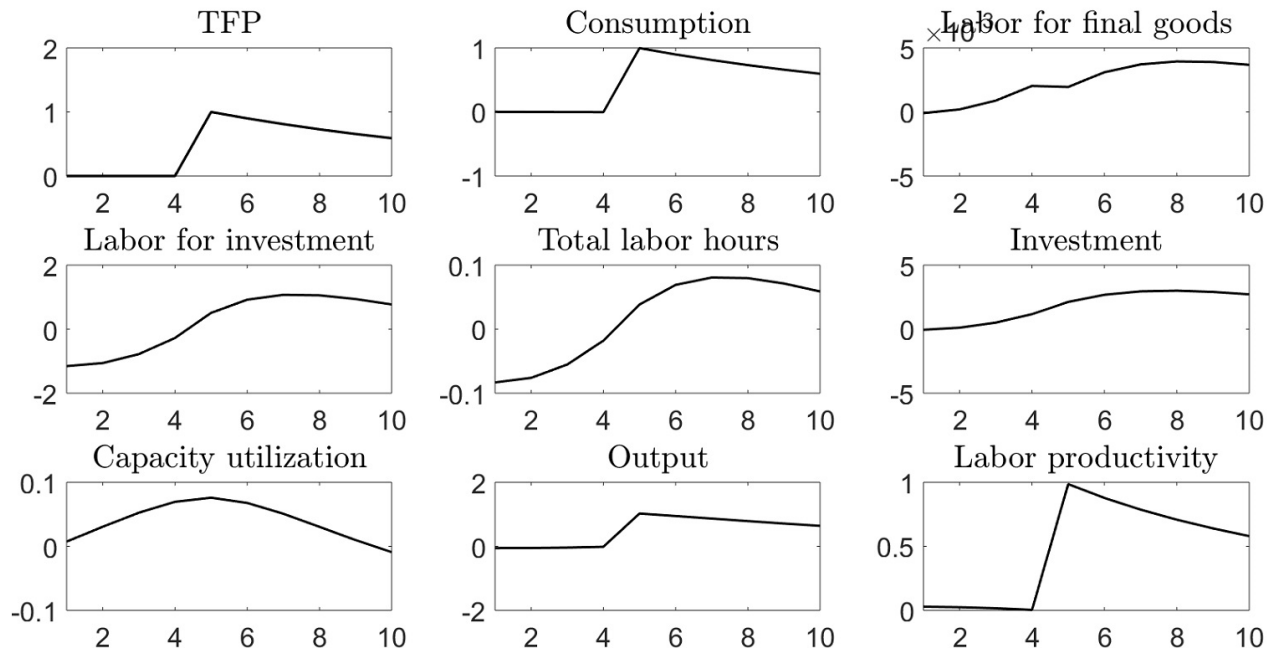 TFP
2
1
0
2 4 6 8 10
Consumption
1
0
-1
2 4 6 8 10
Labor for final goods
×10-3
5
0
-5
2 4 6 8 10
Labor for investment
2
0
-2
2 4 6 8 10
Total labor hours
0.1
0
-0.1
2 4 6 8 10
Investment
5
0
-5
2 4 6 8 10
Capacity utilization
0.1
0
-0.1
2 4 6 8 10
Output
2
0
-2
2 4 6 8 10
Labor productivity
1
0.5
0
2 4 6 8 10